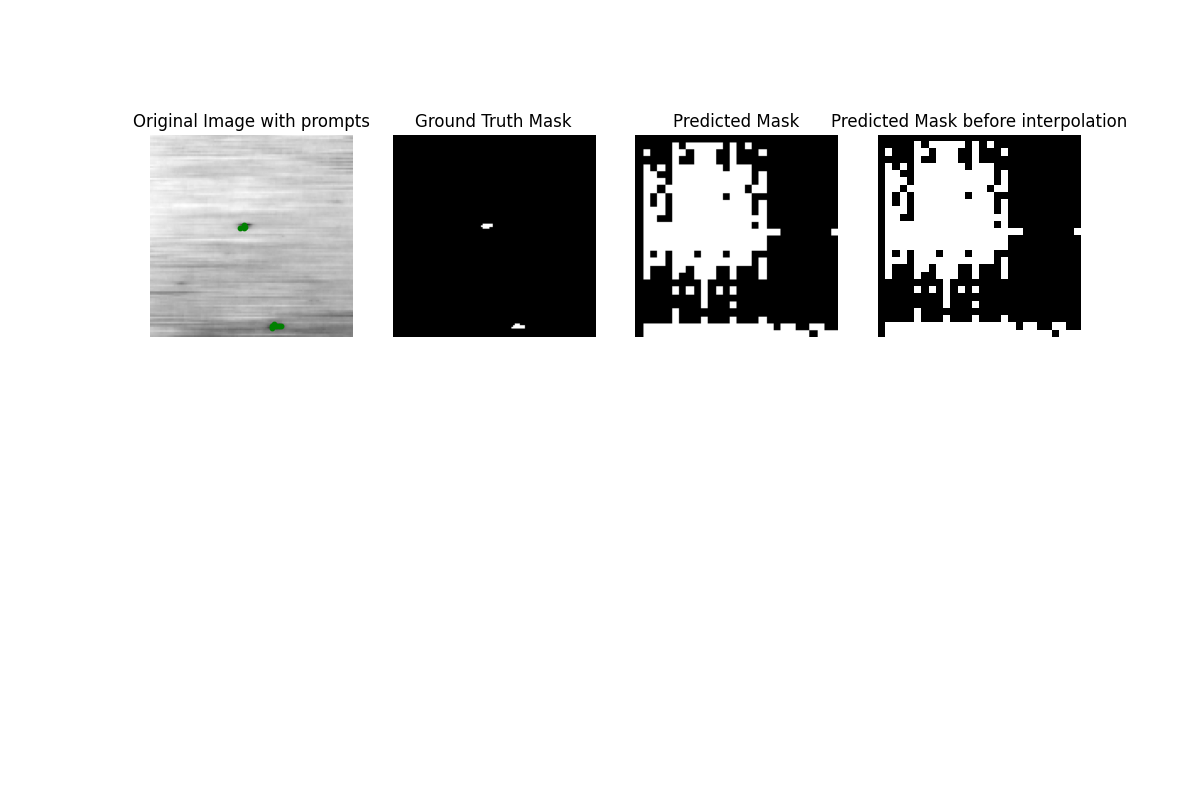 Original Image with prompts
Ground Truth Mask
Predicted Mask
Predicted Mask before interpolation